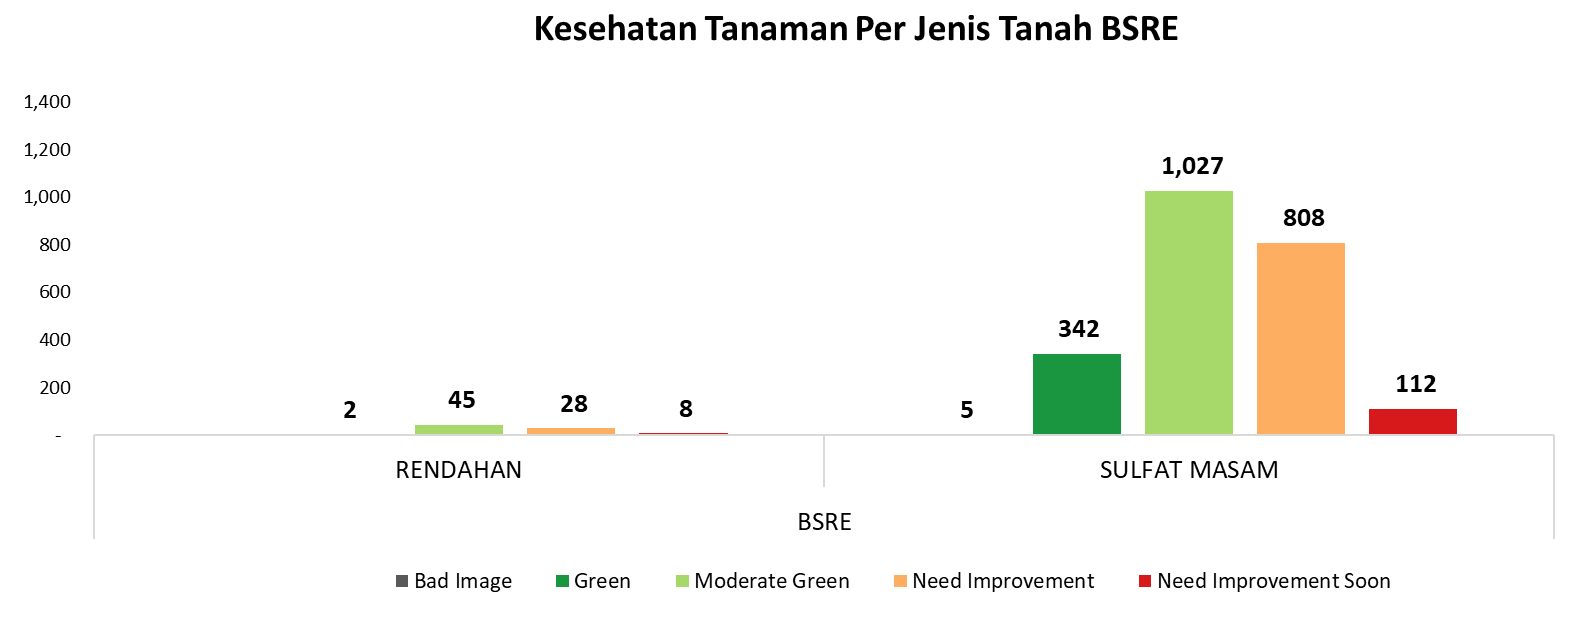 Kesehatan Tanaman Per Jenis Tanah BSRE
1,400
1,200
1,000
800
600
400
200
-
2
45
28
8
5
342
1,027
808
112
RENDAHAN
SULFAT MASAM
BSRE
Bad Image
Green
Moderate Green
Need Improvement
Need Improvement Soon